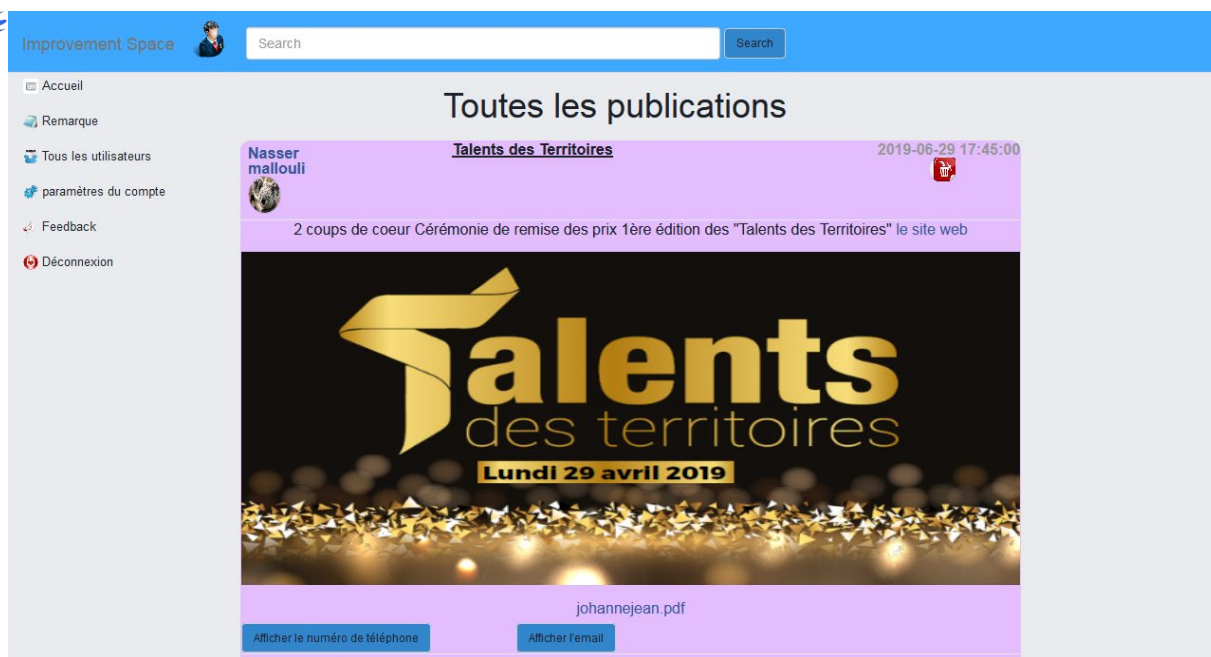 Improvement Space
Search
Search
Accueil
Remarque
Tous les utilisateurs
paramètres du compte
Feedback
Déconnexion
Toutes les publications
Nasser
mallouli
Talents des Territoires
2019-06-29 17:45:00
2 coups de coeur Cérémonie de remise des prix 1ère édition des "Talents des Territoires" le site web
Talents
des territoires
Lundi 29 avril 2019
johannejean.pdf
Afficher le numéro de téléphone
Afficher l'email